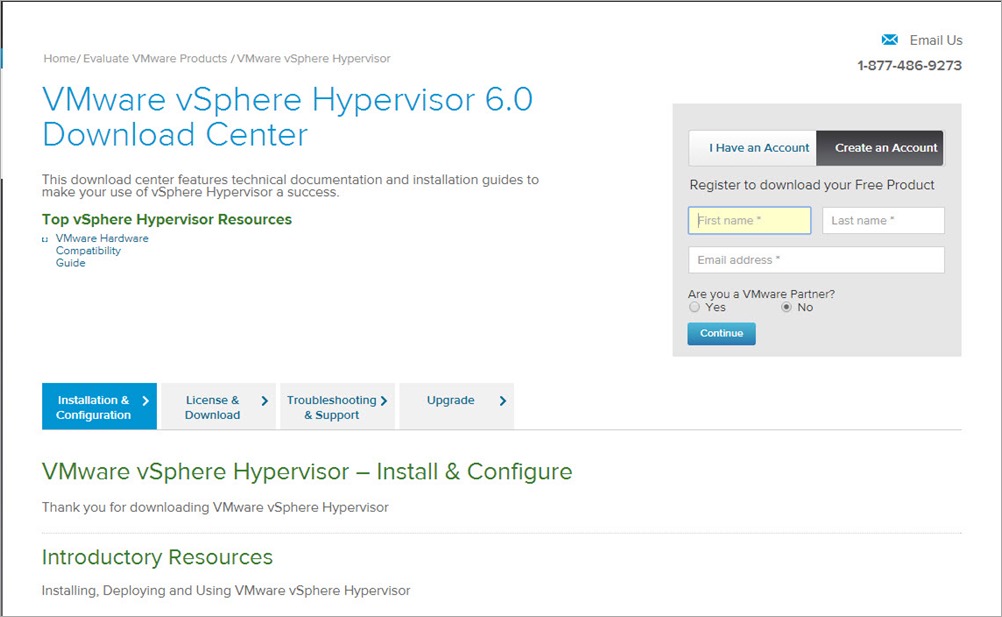 Email Us
1-877-486-9273
Home/ Evaluate VMware Products / VMware vSphere Hypervisor
VMware vSphere Hypervisor 6.0
Download Center
This download center features technical documentation and installation guides to
make your use of vSphere Hypervisor a success.
Top vSphere Hypervisor Resources
VMware Hardware
Compatibility
Guide
I Have an Account
Create an Account
Register to download your Free Product
First name *
Last name *
Email address *
Are you a VMware Partner?
Yes
No
Continue
Installation &
Configuration
License &
Download
Troubleshooting
& Support
Upgrade
VMware vSphere Hypervisor – Install & Configure
Thank you for downloading VMware vSphere Hypervisor
Introductory Resources
Installing, Deploying and Using VMware vSphere Hypervisor